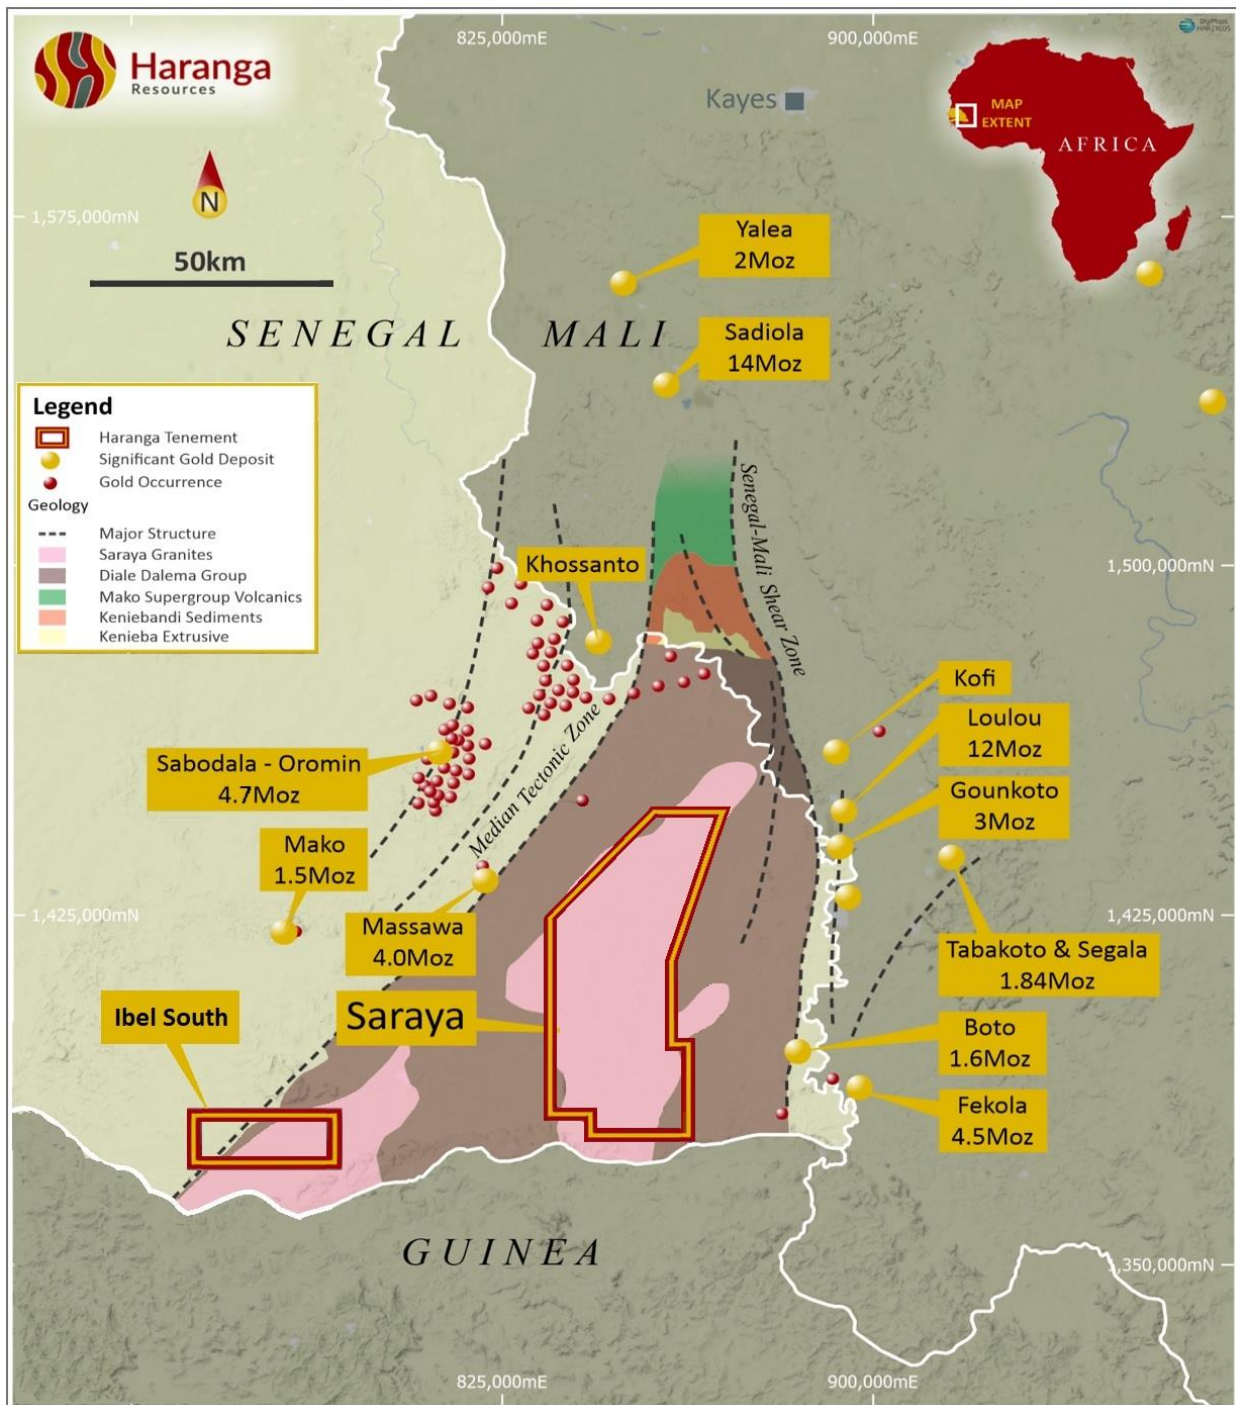 825,000mE
900,000mE
Haranga
Resources
Kayes
MAP
EXTENT
AFRICA
N
1,575,000mN
50km
Yalea
2Moz
SENEGAL
MALI
Sadiola
14Moz
Legend
Haranga Tenement
Significant Gold Deposit
Gold Occurrence
Geology
Major Structure
Saraya Granites
Diale Dalema Group
Mako Supergroup Volcanics
Keniebandi Sediments
Kenieba Extrusive
Senegal-Mali Shear Zone
Khossanto
1,500,000mN
Kofi
Loulou
12Moz
Median Tectonic Zone
Sabodala - Oromin
4.7Moz
Gounkoto
3Moz
Mako
1.5Moz
1,425,000mN
Massawa
4.0Moz
1,425,000mN
Tabakoto & Segala
1.84Moz
Ibel South
Saraya
Boto
1.6Moz
Fekola
4.5Moz
GUINEA
1,350,000mN
825,000mE
900,000mE